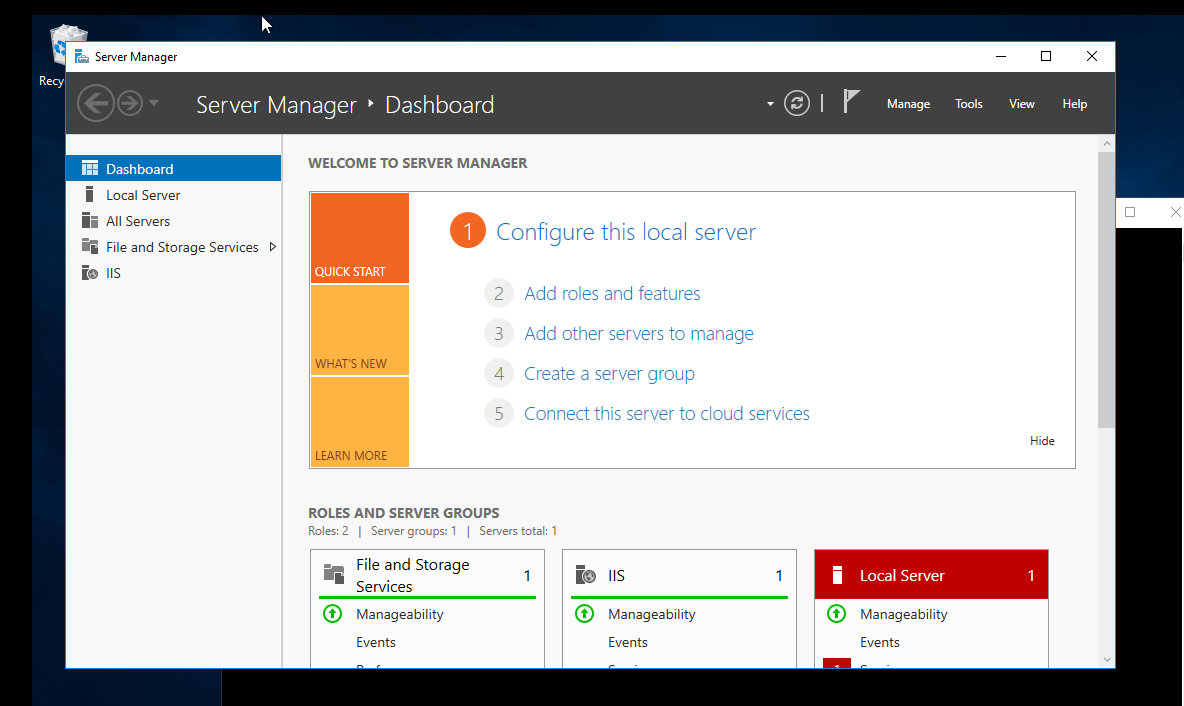 Recy
Server Manager
Server Manager ‣ Dashboard
Manage Tools View Help
Dashboard
Local Server
All Servers
File and Storage Services
IIS
WELCOME TO SERVER MANAGER
QUICK START
WHAT'S NEW
LEARN MORE
1 Configure this local server
2 Add roles and features
3 Add other servers to manage
4 Create a server group
5 Connect this server to cloud services
Hide
ROLES AND SERVER GROUPS
Roles: 2 | Server groups: 1 | Servers total: 1
File and Storage
Services 1
Manageability
Events
IIS 1
Manageability
Events
Local Server 1
Manageability
Events